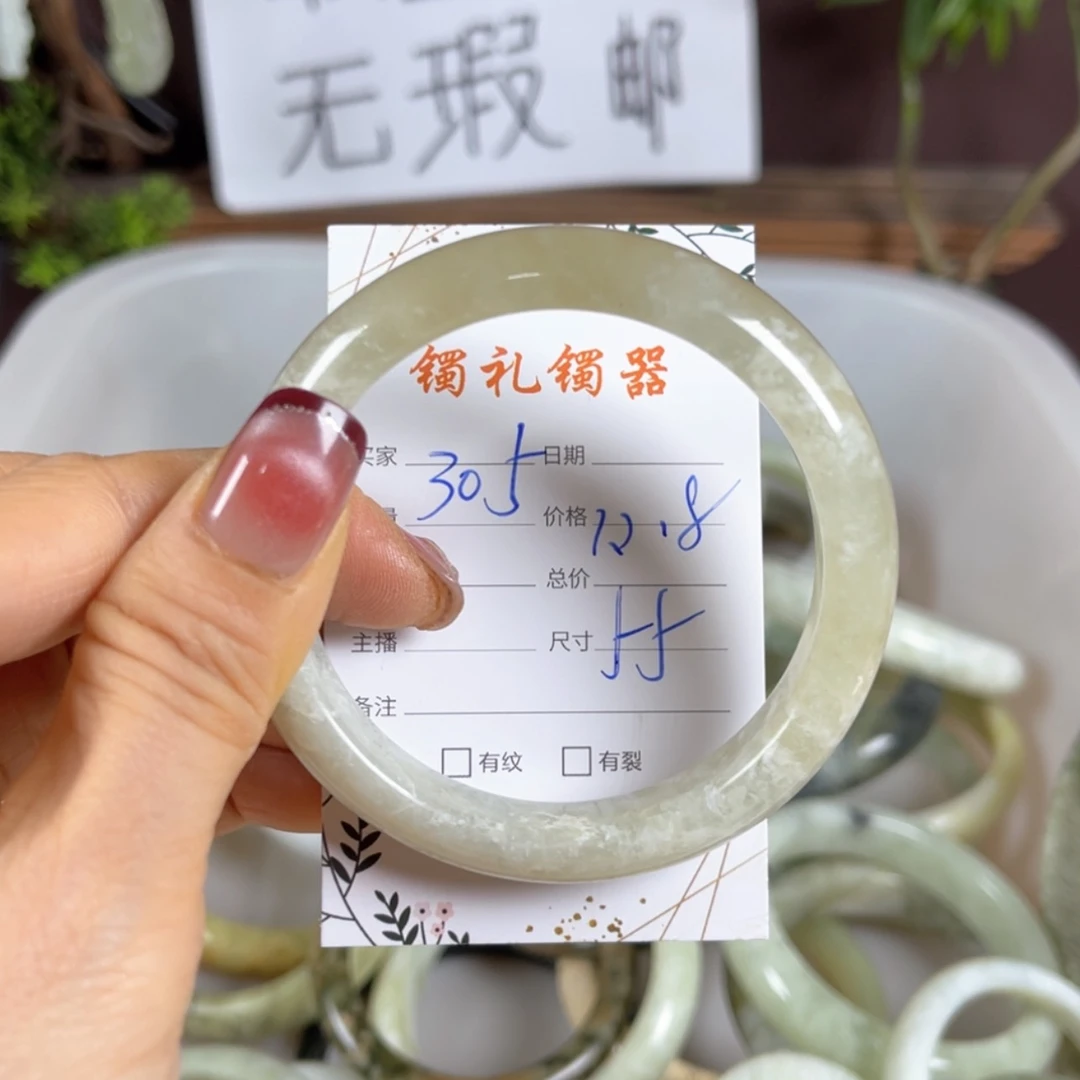 无瑕邮
镯礼镯器
买家 305 日期
价格 12.8
总价
主播 尺寸 55
备注
□ 有纹 □ 有裂